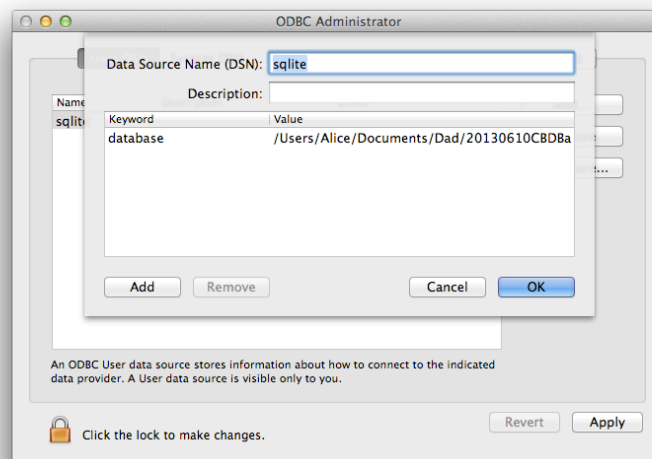 ODBC Administrator
Data Source Name (DSN): sqlite
Description:
Name
sqlite
Keyword Value
database /Users/Alice/Documents/Dad/20130610CBDBa
Add Remove Cancel OK
An ODBC User data source stores information about how to connect to the indicated
data provider. A User data source is visible only to you.
Click the lock to make changes.
Revert Apply